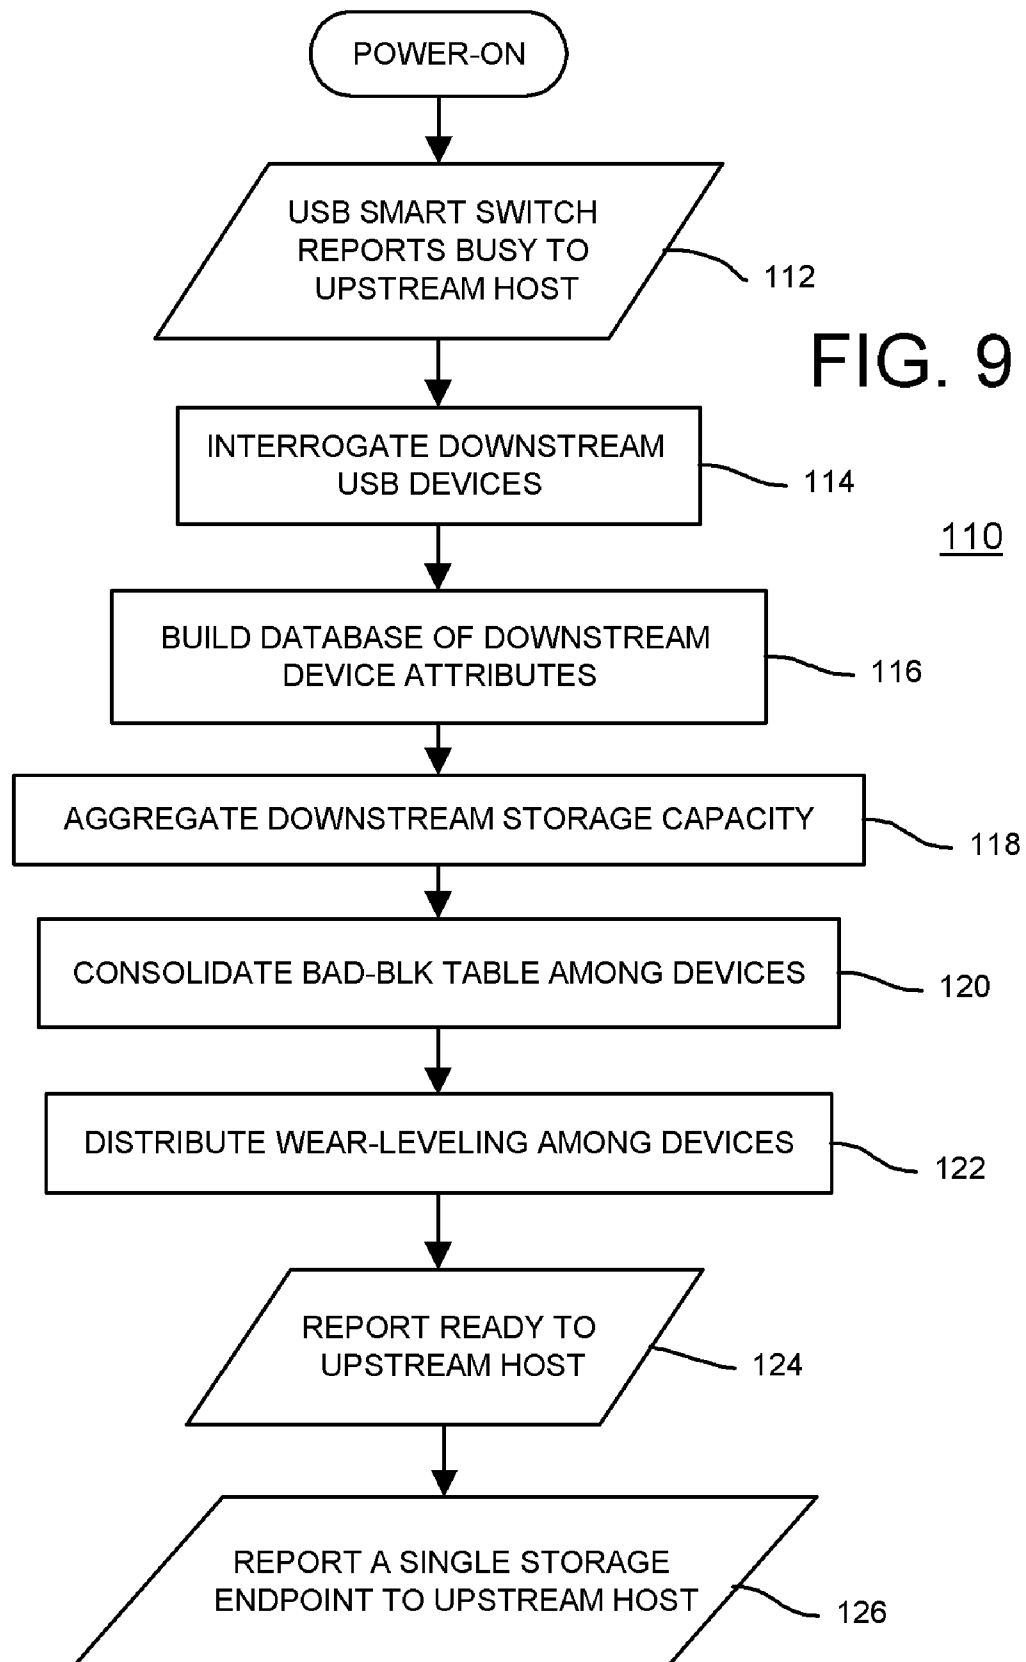 POWER-ON
USB SMART SWITCH
REPORTS BUSY TO
UPSTREAM HOST
112
FIG. 9
INTERROGATE DOWNSTREAM
USB DEVICES
114
110
BUILD DATABASE OF DOWNSTREAM
DEVICE ATTRIBUTES
116
AGGREGATE DOWNSTREAM STORAGE CAPACITY
118
CONSOLIDATE BAD-BLK TABLE AMONG DEVICES
120
DISTRIBUTE WEAR-LEVELING AMONG DEVICES
122
REPORT READY TO
UPSTREAM HOST
124
REPORT A SINGLE STORAGE
ENDPOINT TO UPSTREAM HOST
126